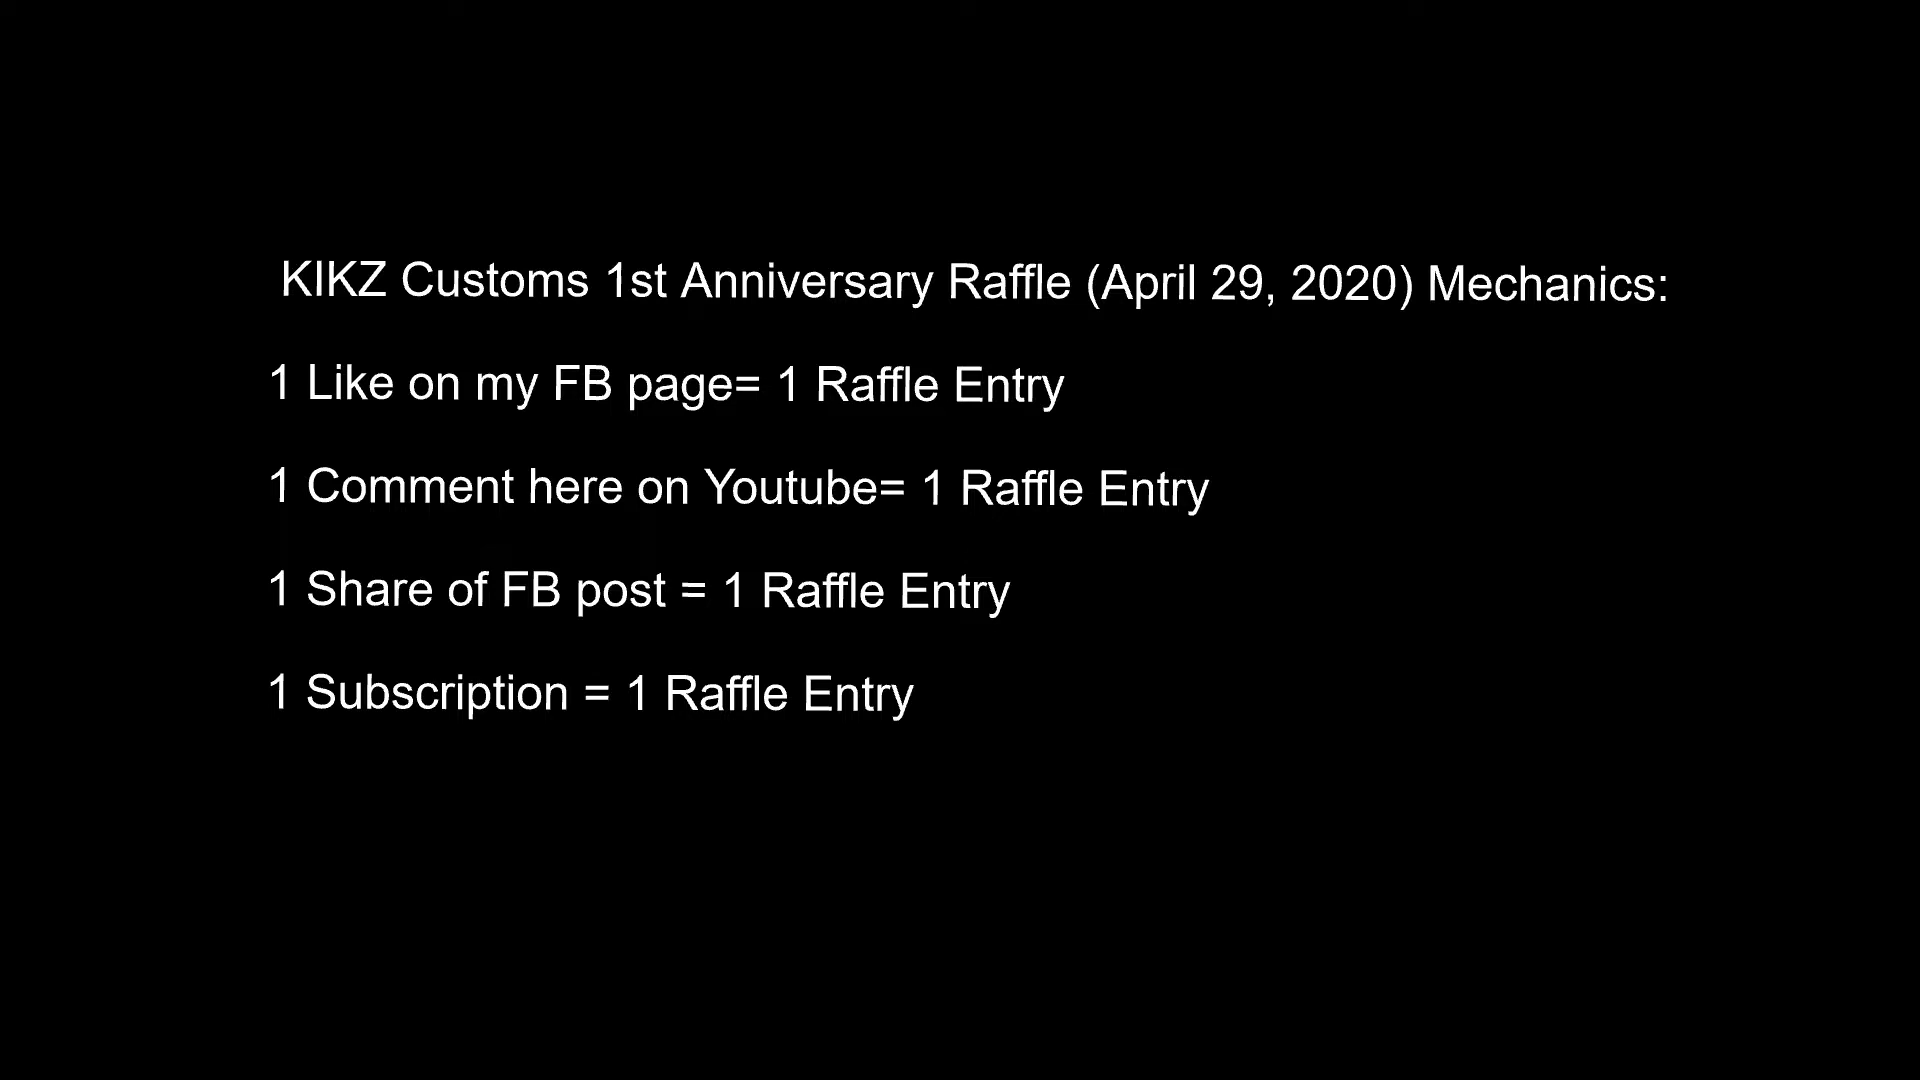 KIKZ Customs 1st Anniversary Raffle (April 29, 2020) Mechanics:
1 Like on my FB page= 1 Raffle Entry
1 Comment here on Youtube= 1 Raffle Entry
1 Share of FB post = 1 Raffle Entry
1 Subscription = 1 Raffle Entry